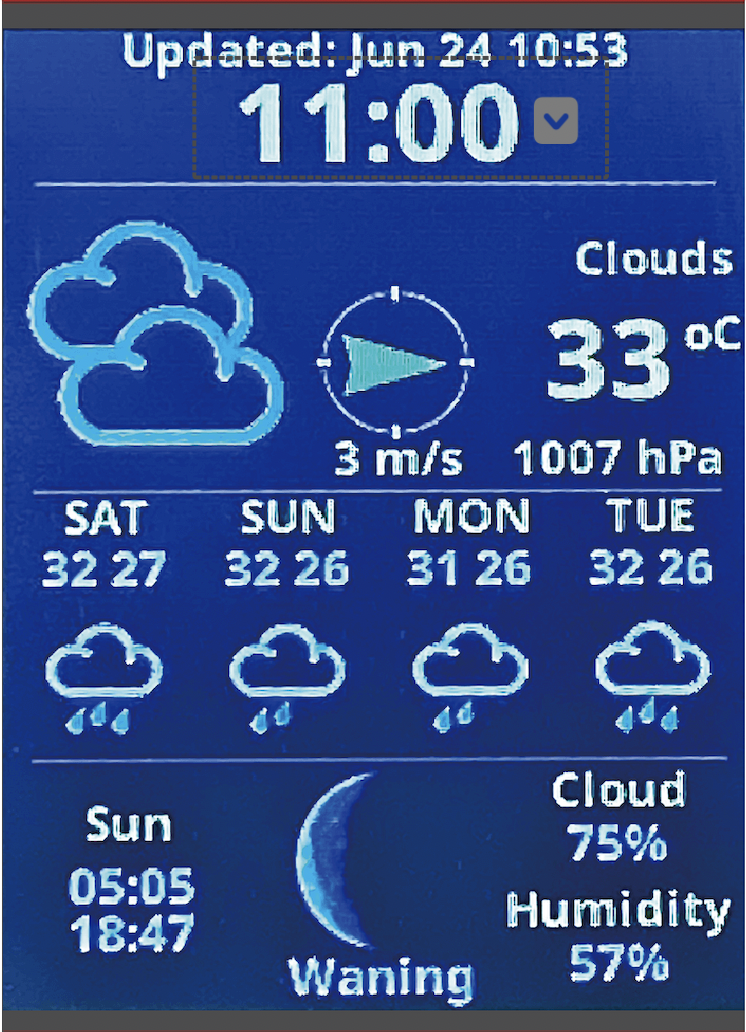 Updated: Jun 24 10:53
11:00
Clouds
33 °C
3 m/s
1007 hPa
SAT SUN MON TUE
32 27 32 26 31 26 32 26
Sun
05:05
18:47
Waning
Cloud
75%
Humidity
57%